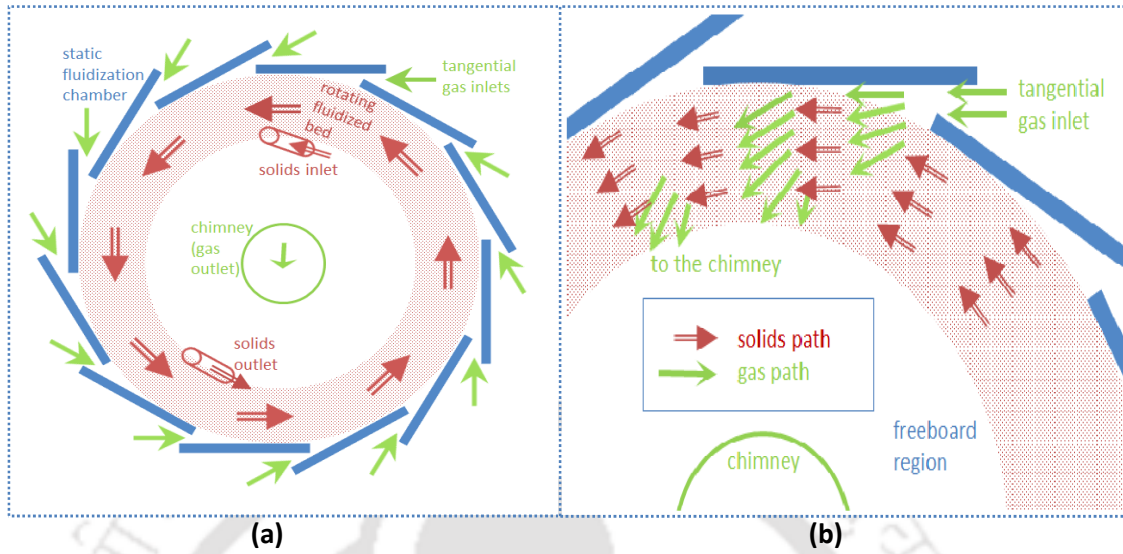 static
fluidization
chamber
tangential
gas inlets
rotating
fluidized
bed
solids inlet
chimney
(gas
outlet)
solids
outlet
(a)
tangential
gas inlet
to the chimney
solids path
gas path
freeboard
region
chimney
(b)